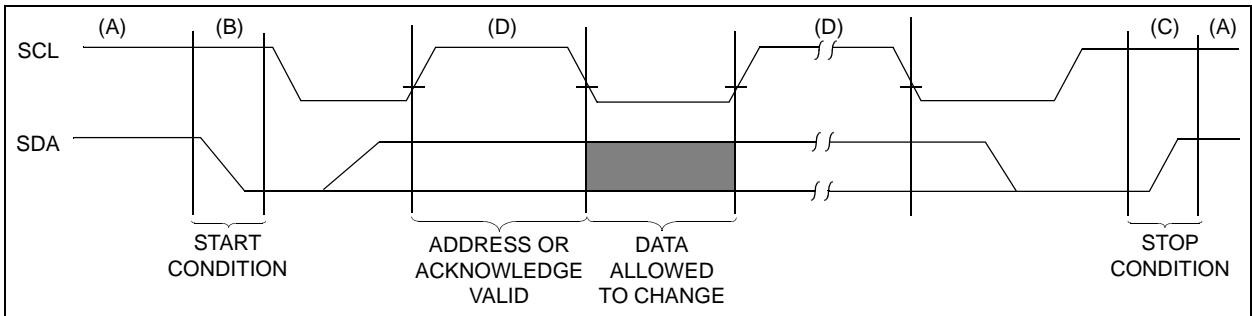 (A) (B) (D) (D) (C) (A)
SCL
SDA
START
CONDITION
ADDRESS OR
ACKNOWLEDGE
VALID
DATA
ALLOWED
TO CHANGE
STOP
CONDITION